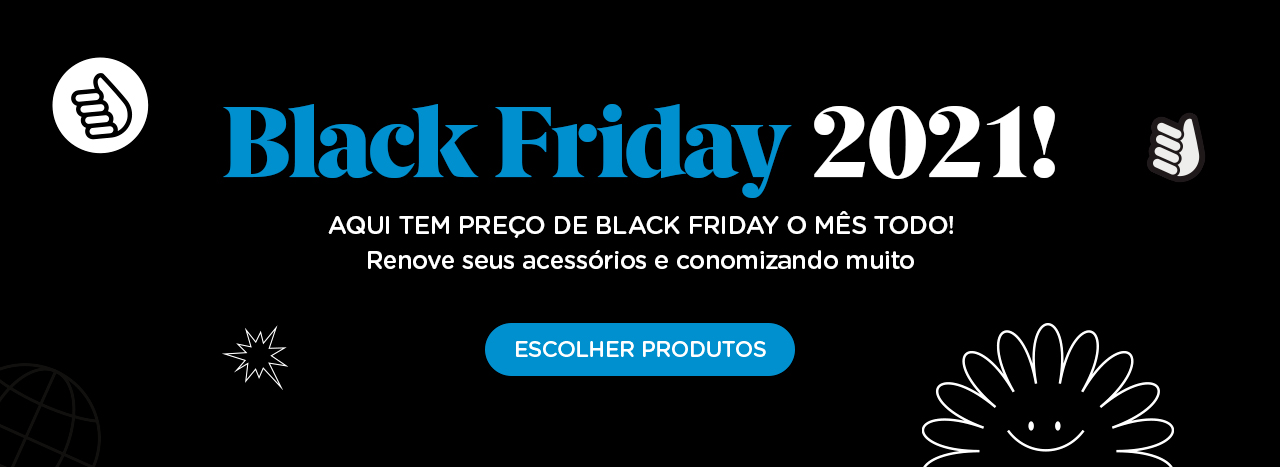 Black Friday 2021!
AQUI TEM PREÇO DE BLACK FRIDAY O MÊS TODO!
Renove seus acessórios e conomizando muito
ESCOLHER PRODUTOS